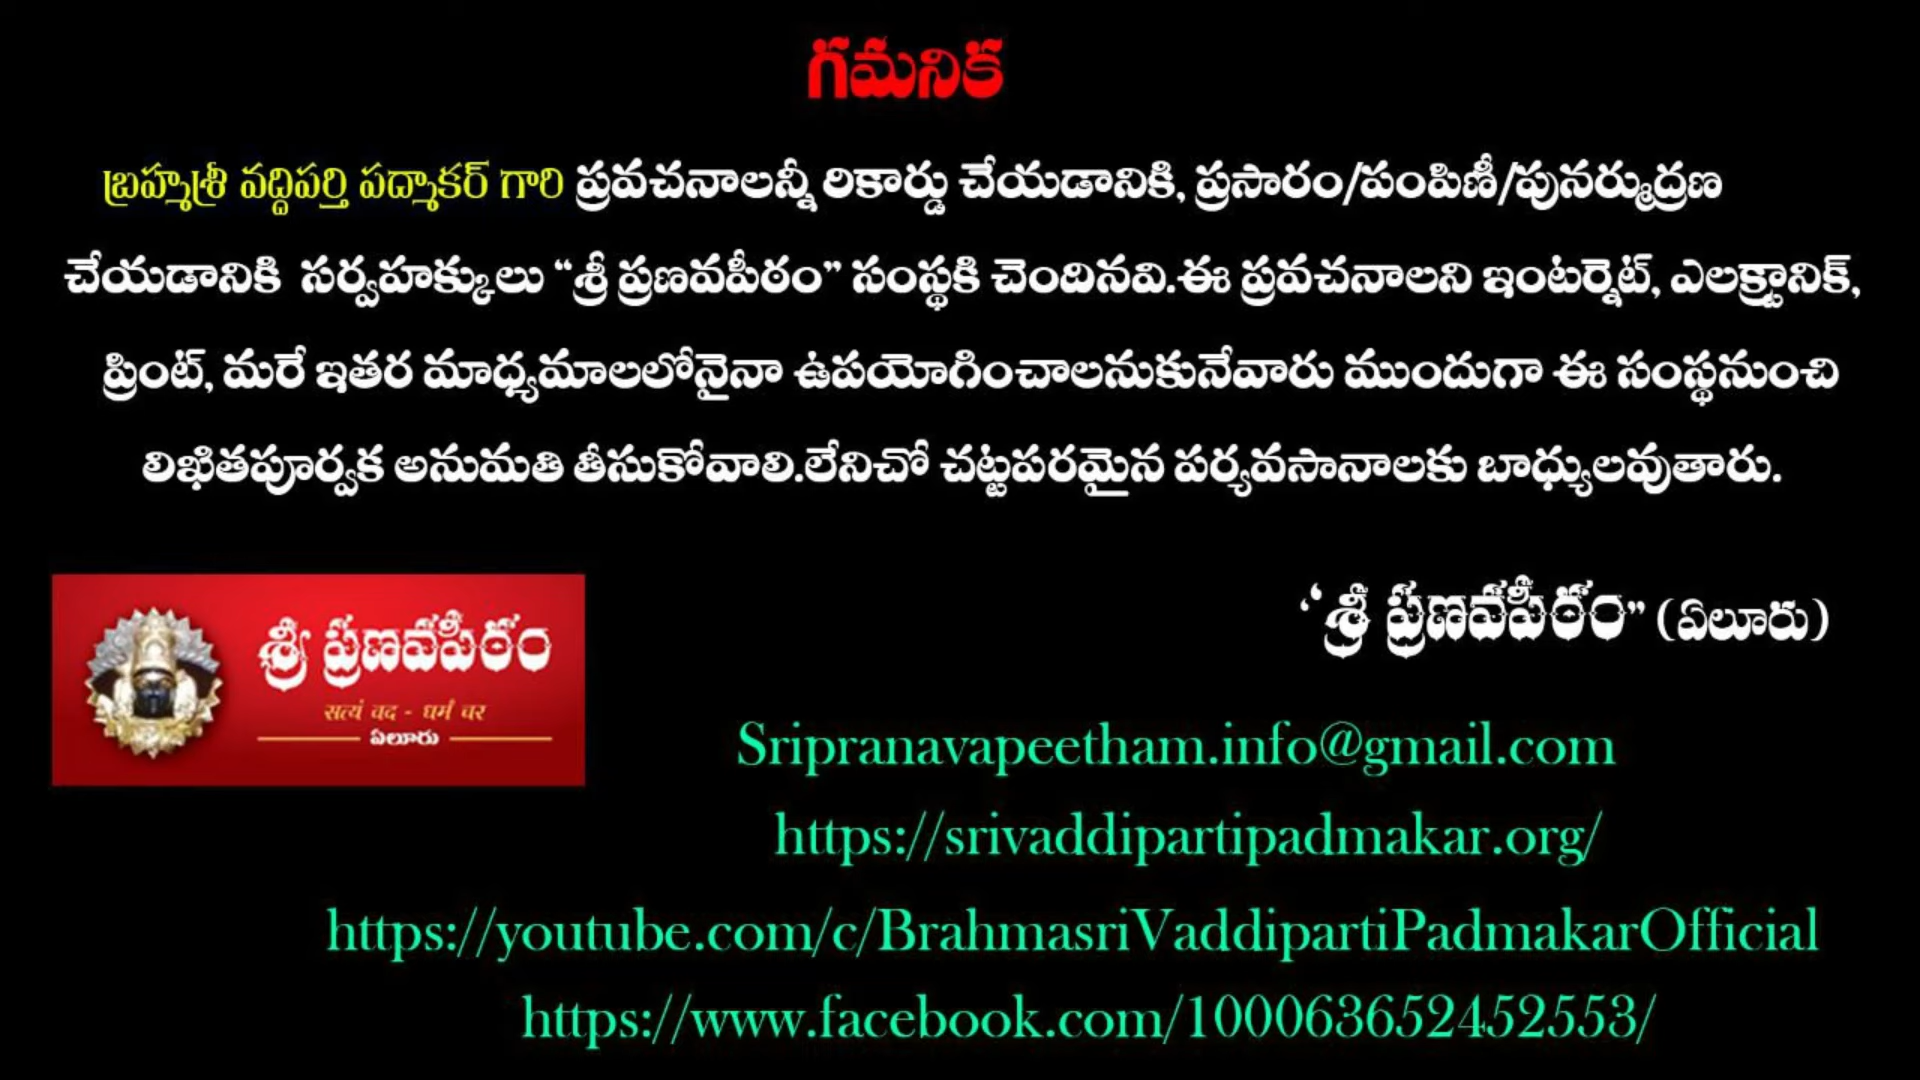 గమనిక
బ్రహ్మశ్రీ వద్దిపర్తి పద్మాకర్ గారి ప్రవచనాలన్నీ రికార్డు చేయడానికి, ప్రసారం/పంపిణీ/పునర్ముద్రణ
చేయడానికి సర్వహక్కులు “శ్రీ ప్రణవపీఠం” సంస్థకి చెందినవి.ఈ ప్రవచనాలని ఇంటర్నెట్, ఎలక్ట్రానిక్,
ప్రింట్, మరే ఇతర మాధ్యమాలలోనైనా ఉపయోగించాలనుకునేవారు ముందుగా ఈ సంస్థనుంచి
లిఖితపూర్వక అనుమతి తీసుకోవాలి.లేనిచో చట్టపరమైన పర్యవసానాలకు బాధ్యులవుతారు.
“శ్రీ ప్రణవపీఠం” (ఏలూరు)
శ్రీ ప్రణవపీఠం
सत्यं वद - धर्मं चर
ఏలూరు
Sripranavapeetham.info@gmail.com
https://srivaddipartipadmakar.org/
https://youtube.com/c/BrahmasriVaddipartiPadmakarOfficial
https://www.facebook.com/100063652452553/